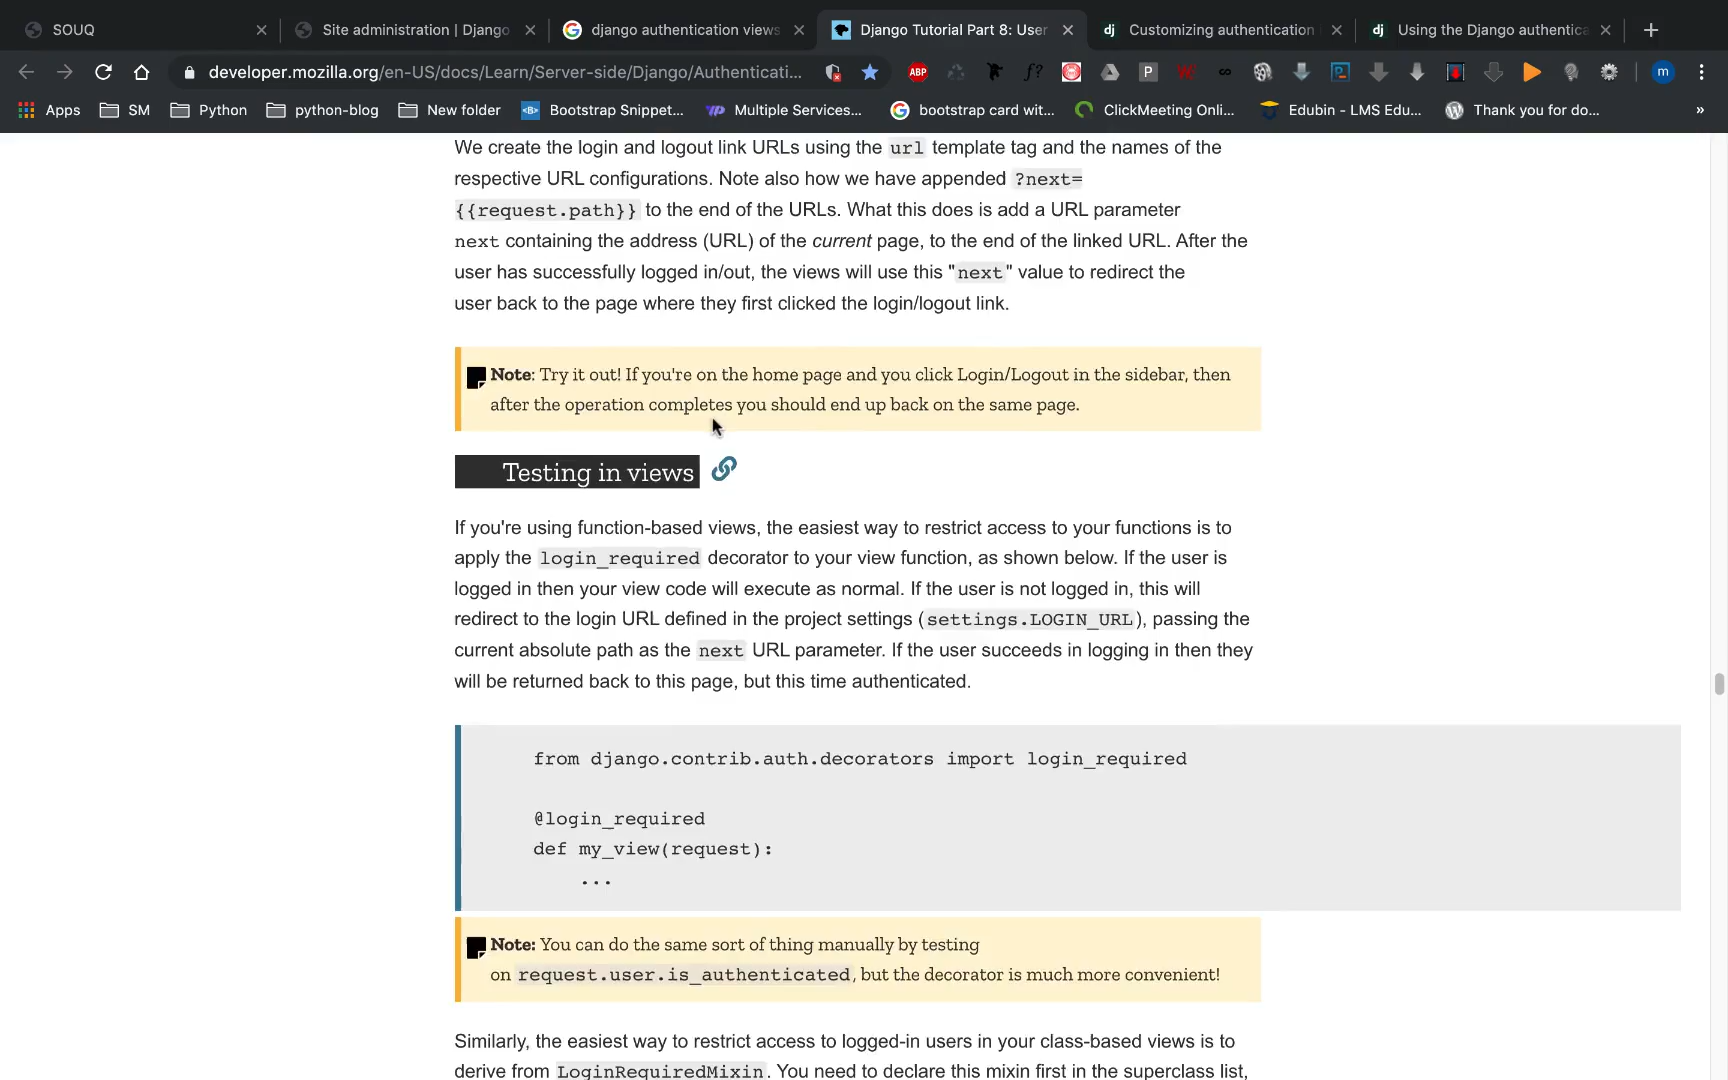 SOUQ
Site administration | Django
django authentication views
Django Tutorial Part 8: User
Customizing authentication
Using the Django authentica
developer.mozilla.org/en-US/docs/Learn/Server-side/Django/Authenticati...
ABP
f?
P
m
Apps
SM
Python
python-blog
New folder
Bootstrap Snippet...
Multiple Services...
bootstrap card wit...
ClickMeeting Onli...
Edubin - LMS Edu...
Thank you for do...
»
We create the login and logout link URLs using the url template tag and the names of the
respective URL configurations. Note also how we have appended ?next=
{{request.path}} to the end of the URLs. What this does is add a URL parameter
next containing the address (URL) of the current page, to the end of the linked URL. After the
user has successfully logged in/out, the views will use this "next" value to redirect the
user back to the page where they first clicked the login/logout link.
Note: Try it out! If you're on the home page and you click Login/Logout in the sidebar, then
after the operation completes you should end up back on the same page.
Testing in views
If you're using function-based views, the easiest way to restrict access to your functions is to
apply the login_required decorator to your view function, as shown below. If the user is
logged in then your view code will execute as normal. If the user is not logged in, this will
redirect to the login URL defined in the project settings (settings.LOGIN_URL), passing the
current absolute path as the next URL parameter. If the user succeeds in logging in then they
will be returned back to this page, but this time authenticated.
from django.contrib.auth.decorators import login_required
@login_required
def my_view(request):
...
Note: You can do the same sort of thing manually by testing
on request.user.is_authenticated, but the decorator is much more convenient!
Similarly, the easiest way to restrict access to logged-in users in your class-based views is to
derive from LoginRequiredMixin. You need to declare this mixin first in the superclass list,